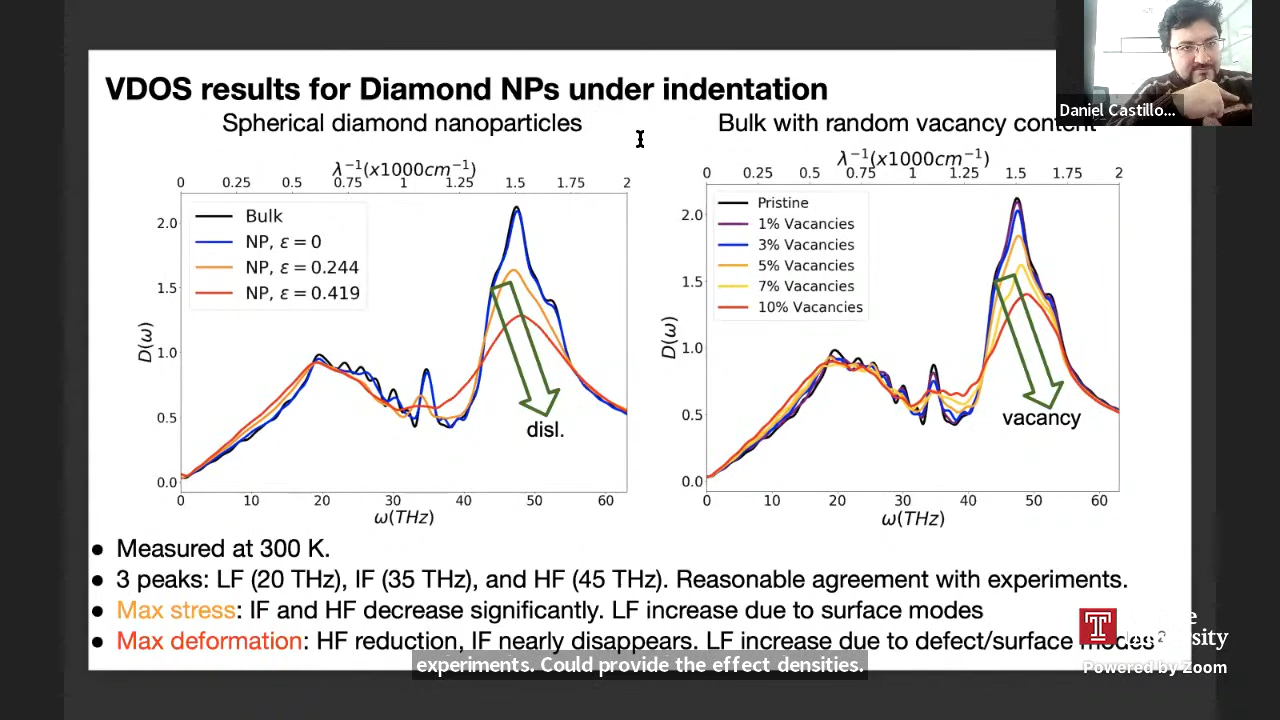 VDOS results for Diamond NPs under indentation
Daniel Castillo...
Spherical diamond nanoparticles
Bulk with random vacancy content
λ⁻¹(x1000cm⁻¹)
0 0.25 0.5 0.75 1 1.25 1.5 1.75 2
Bulk
NP, ε = 0
NP, ε = 0.244
NP, ε = 0.419
2.0
1.5
1.0
0.5
0.0
D(ω)
disl.
0 10 20 30 40 50 60
ω(THz)
λ⁻¹(x1000cm⁻¹)
0 0.25 0.5 0.75 1 1.25 1.5 1.75 2
Pristine
1% Vacancies
3% Vacancies
5% Vacancies
7% Vacancies
10% Vacancies
2.0
1.5
1.0
0.5
0.0
D(ω)
vacancy
0 10 20 30 40 50 60
ω(THz)
● Measured at 300 K.
● 3 peaks: LF (20 THz), IF (35 THz), and HF (45 THz). Reasonable agreement with experiments.
● Max stress: IF and HF decrease significantly. LF increase due to surface modes
● Max deformation: HF reduction, IF nearly disappears. LF increase due to defect/surface modes
experiments. Could provide the effect densities.
Powered by Zoom